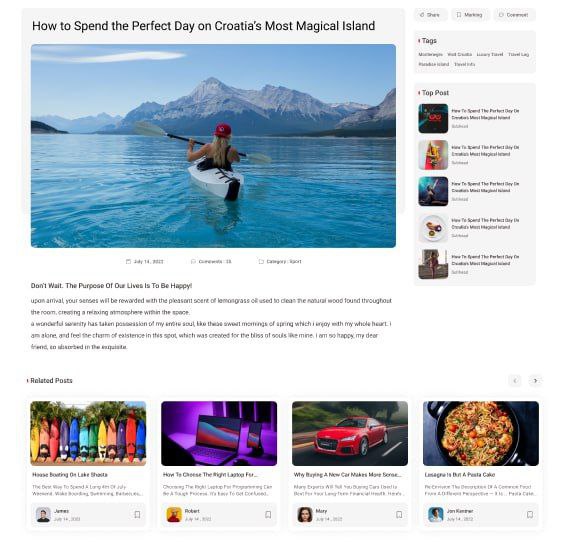 How to Spend the Perfect Day on Croatia's Most Magical Island
Share
Marking
Comment
Tags
Montenegro Visit Croatia Luxury Travel Travel Log
Paradise Island Travel Info
Top Post
How To Spend The Perfect Day On
Croatia's Most Magical Island
Subhead
How To Spend The Perfect Day On
Croatia's Most Magical Island
Subhead
How To Spend The Perfect Day On
Croatia's Most Magical Island
Subhead
How To Spend The Perfect Day On
Croatia's Most Magical Island
Subhead
How To Spend The Perfect Day On
Croatia's Most Magical Island
Subhead
July 14 , 2022
Comments : 35
Category : Sport
Don't Wait. The Purpose Of Our Lives Is To Be Happy!
upon arrival, your senses will be rewarded with the pleasant scent of lemongrass oil used to clean the natural wood found throughout
the room, creating a relaxing atmosphere within the space.
a wonderful serenity has taken possession of my entire soul, like these sweet mornings of spring which i enjoy with my whole heart. i
am alone, and feel the charm of existence in this spot, which was created for the bliss of souls like mine. i am so happy, my dear
friend, so absorbed in the exquisite.
Related Posts
House Boating On Lake Shasta
The Best Way To Spend A Long 4th Of July
Weekend. Wake Boarding, Swimming, Barbecues,...
James
July 14 , 2022
How To Choose The Right Laptop For...
Choosing The Right Laptop For Programming Can
Be A Tough Process. It's Easy To Get Confused...
Robert
July 14 , 2022
Why Buying A New Car Makes More Sense...
Many Experts Will Tell You Buying Cars Used Is
Best For Your Long-Term Financial Health. Here's...
Mary
July 14 , 2022
Lasagna Is But A Pasta Cake
Re-Envision The Decoration Of A Common Food
From A Different Perspective — It Is ... Pasta Cake...
Jon Kantner
July 14 , 2022